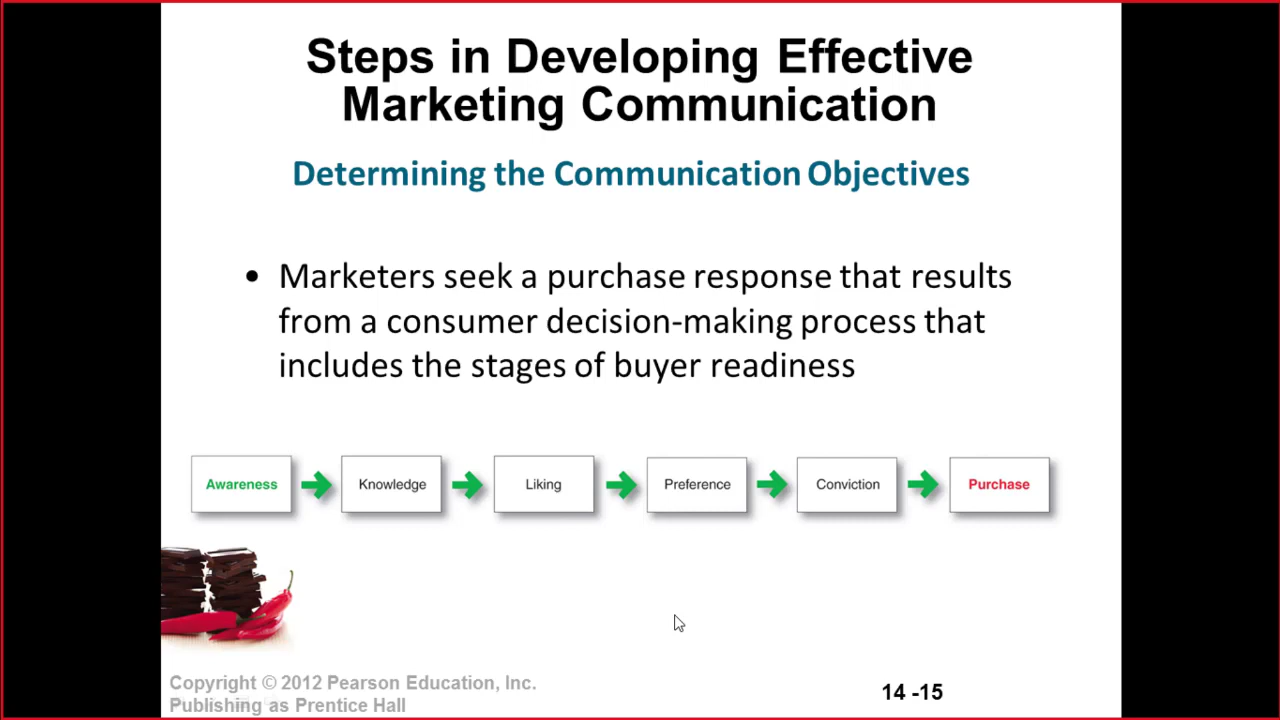 Steps in Developing Effective
Marketing Communication
Determining the Communication Objectives
• Marketers seek a purchase response that results
from a consumer decision-making process that
includes the stages of buyer readiness
Awareness Knowledge Liking Preference Conviction Purchase
Copyright © 2012 Pearson Education, Inc.
Publishing as Prentice Hall
14 -15